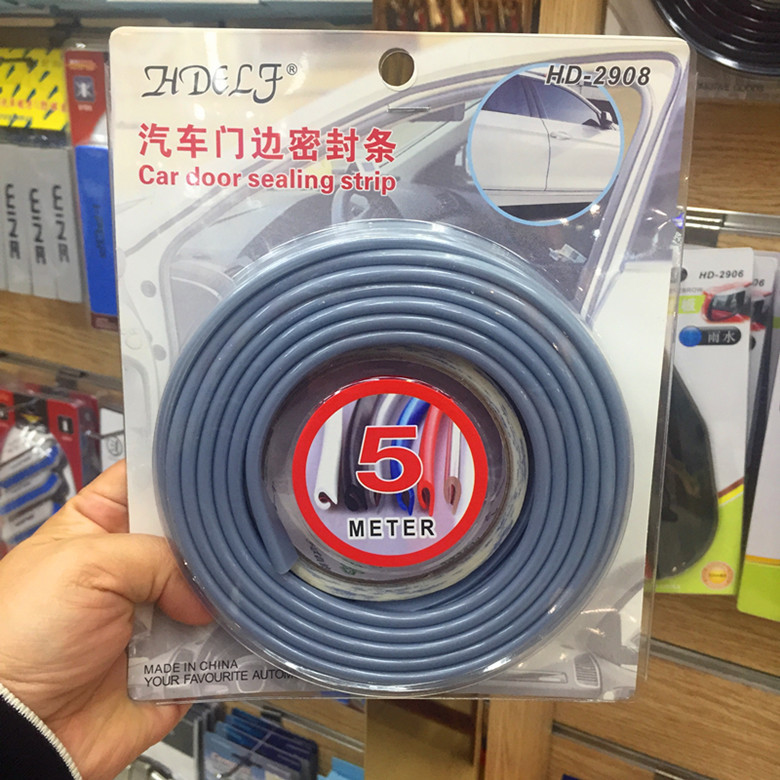 HDELF®
HD-2908
汽车门边密封条
Car door sealing strip
5
METER
MADE IN CHINA
YOUR FAVOURITE AUTOM
HD-2906
雨水